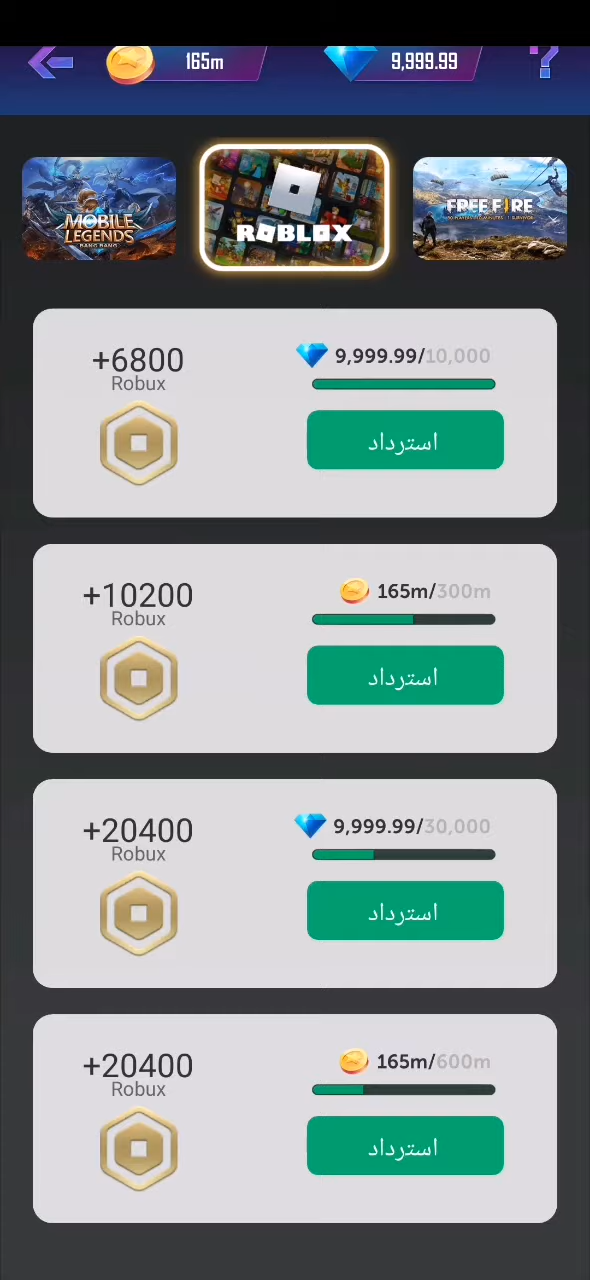 165m
9,999.99
?
MOBILE
LEGENDS
BANG BANG
ROBLOX
FREE FIRE
+6800
Robux
9,999.99/10,000
استرداد
+10200
Robux
165m/300m
استرداد
+20400
Robux
9,999.99/30,000
استرداد
+20400
Robux
165m/600m
استرداد